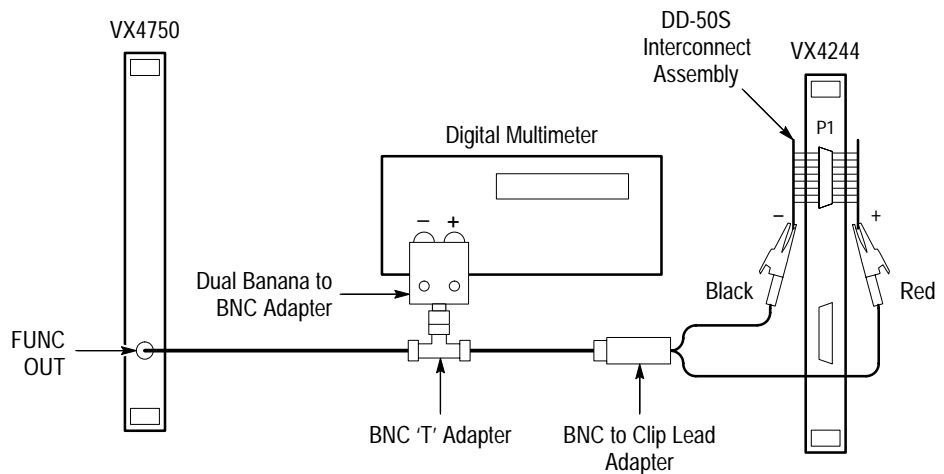 VX4750
DD-50S
Interconnect
Assembly
VX4244
P1
Digital Multimeter
– +
– +
Dual Banana to
BNC Adapter
Black
Red
FUNC
OUT
BNC ‘T’ Adapter
BNC to Clip Lead
Adapter